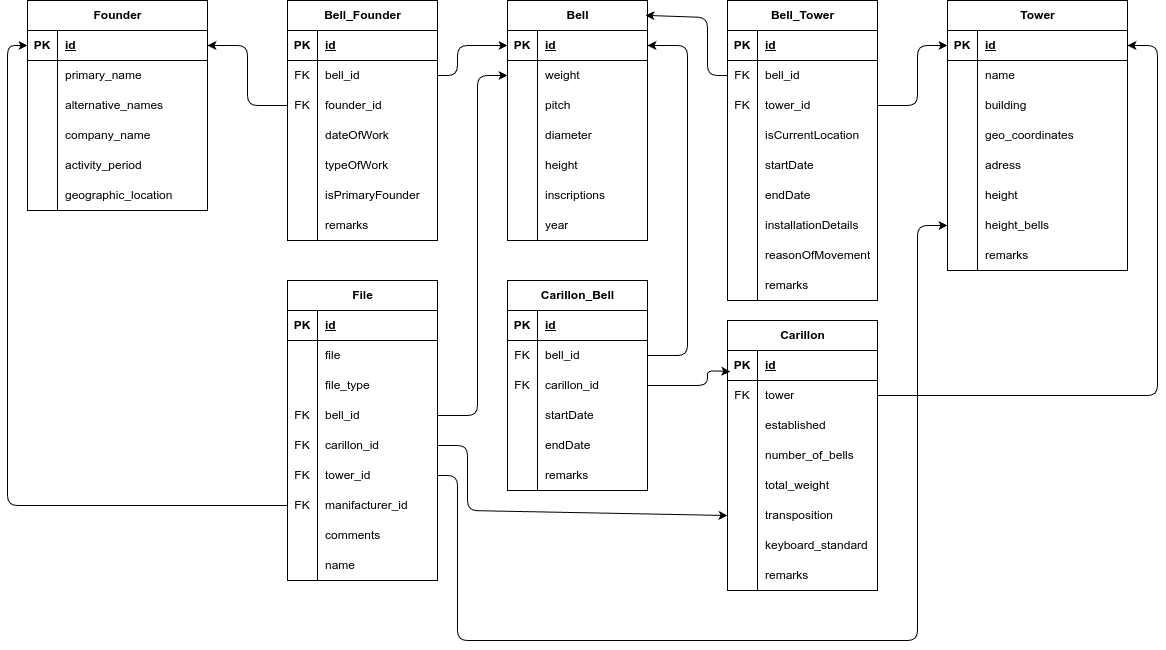 Founder
PK id
primary_name
alternative_names
company_name
activity_period
geographic_location
Bell_Founder
PK id
FK bell_id
FK founder_id
dateOfWork
typeOfWork
isPrimaryFounder
remarks
Bell
PK id
weight
pitch
diameter
height
inscriptions
year
Bell_Tower
PK id
FK bell_id
FK tower_id
isCurrentLocation
startDate
endDate
installationDetails
reasonOfMovement
remarks
Tower
PK id
name
building
geo_coordinates
adress
height
height_bells
remarks
File
PK id
file
file_type
FK bell_id
FK carillon_id
FK tower_id
FK manifacturer_id
comments
name
Carillon_Bell
PK id
FK bell_id
FK carillon_id
startDate
endDate
remarks
Carillon
PK id
FK tower
established
number_of_bells
total_weight
transposition
keyboard_standard
remarks